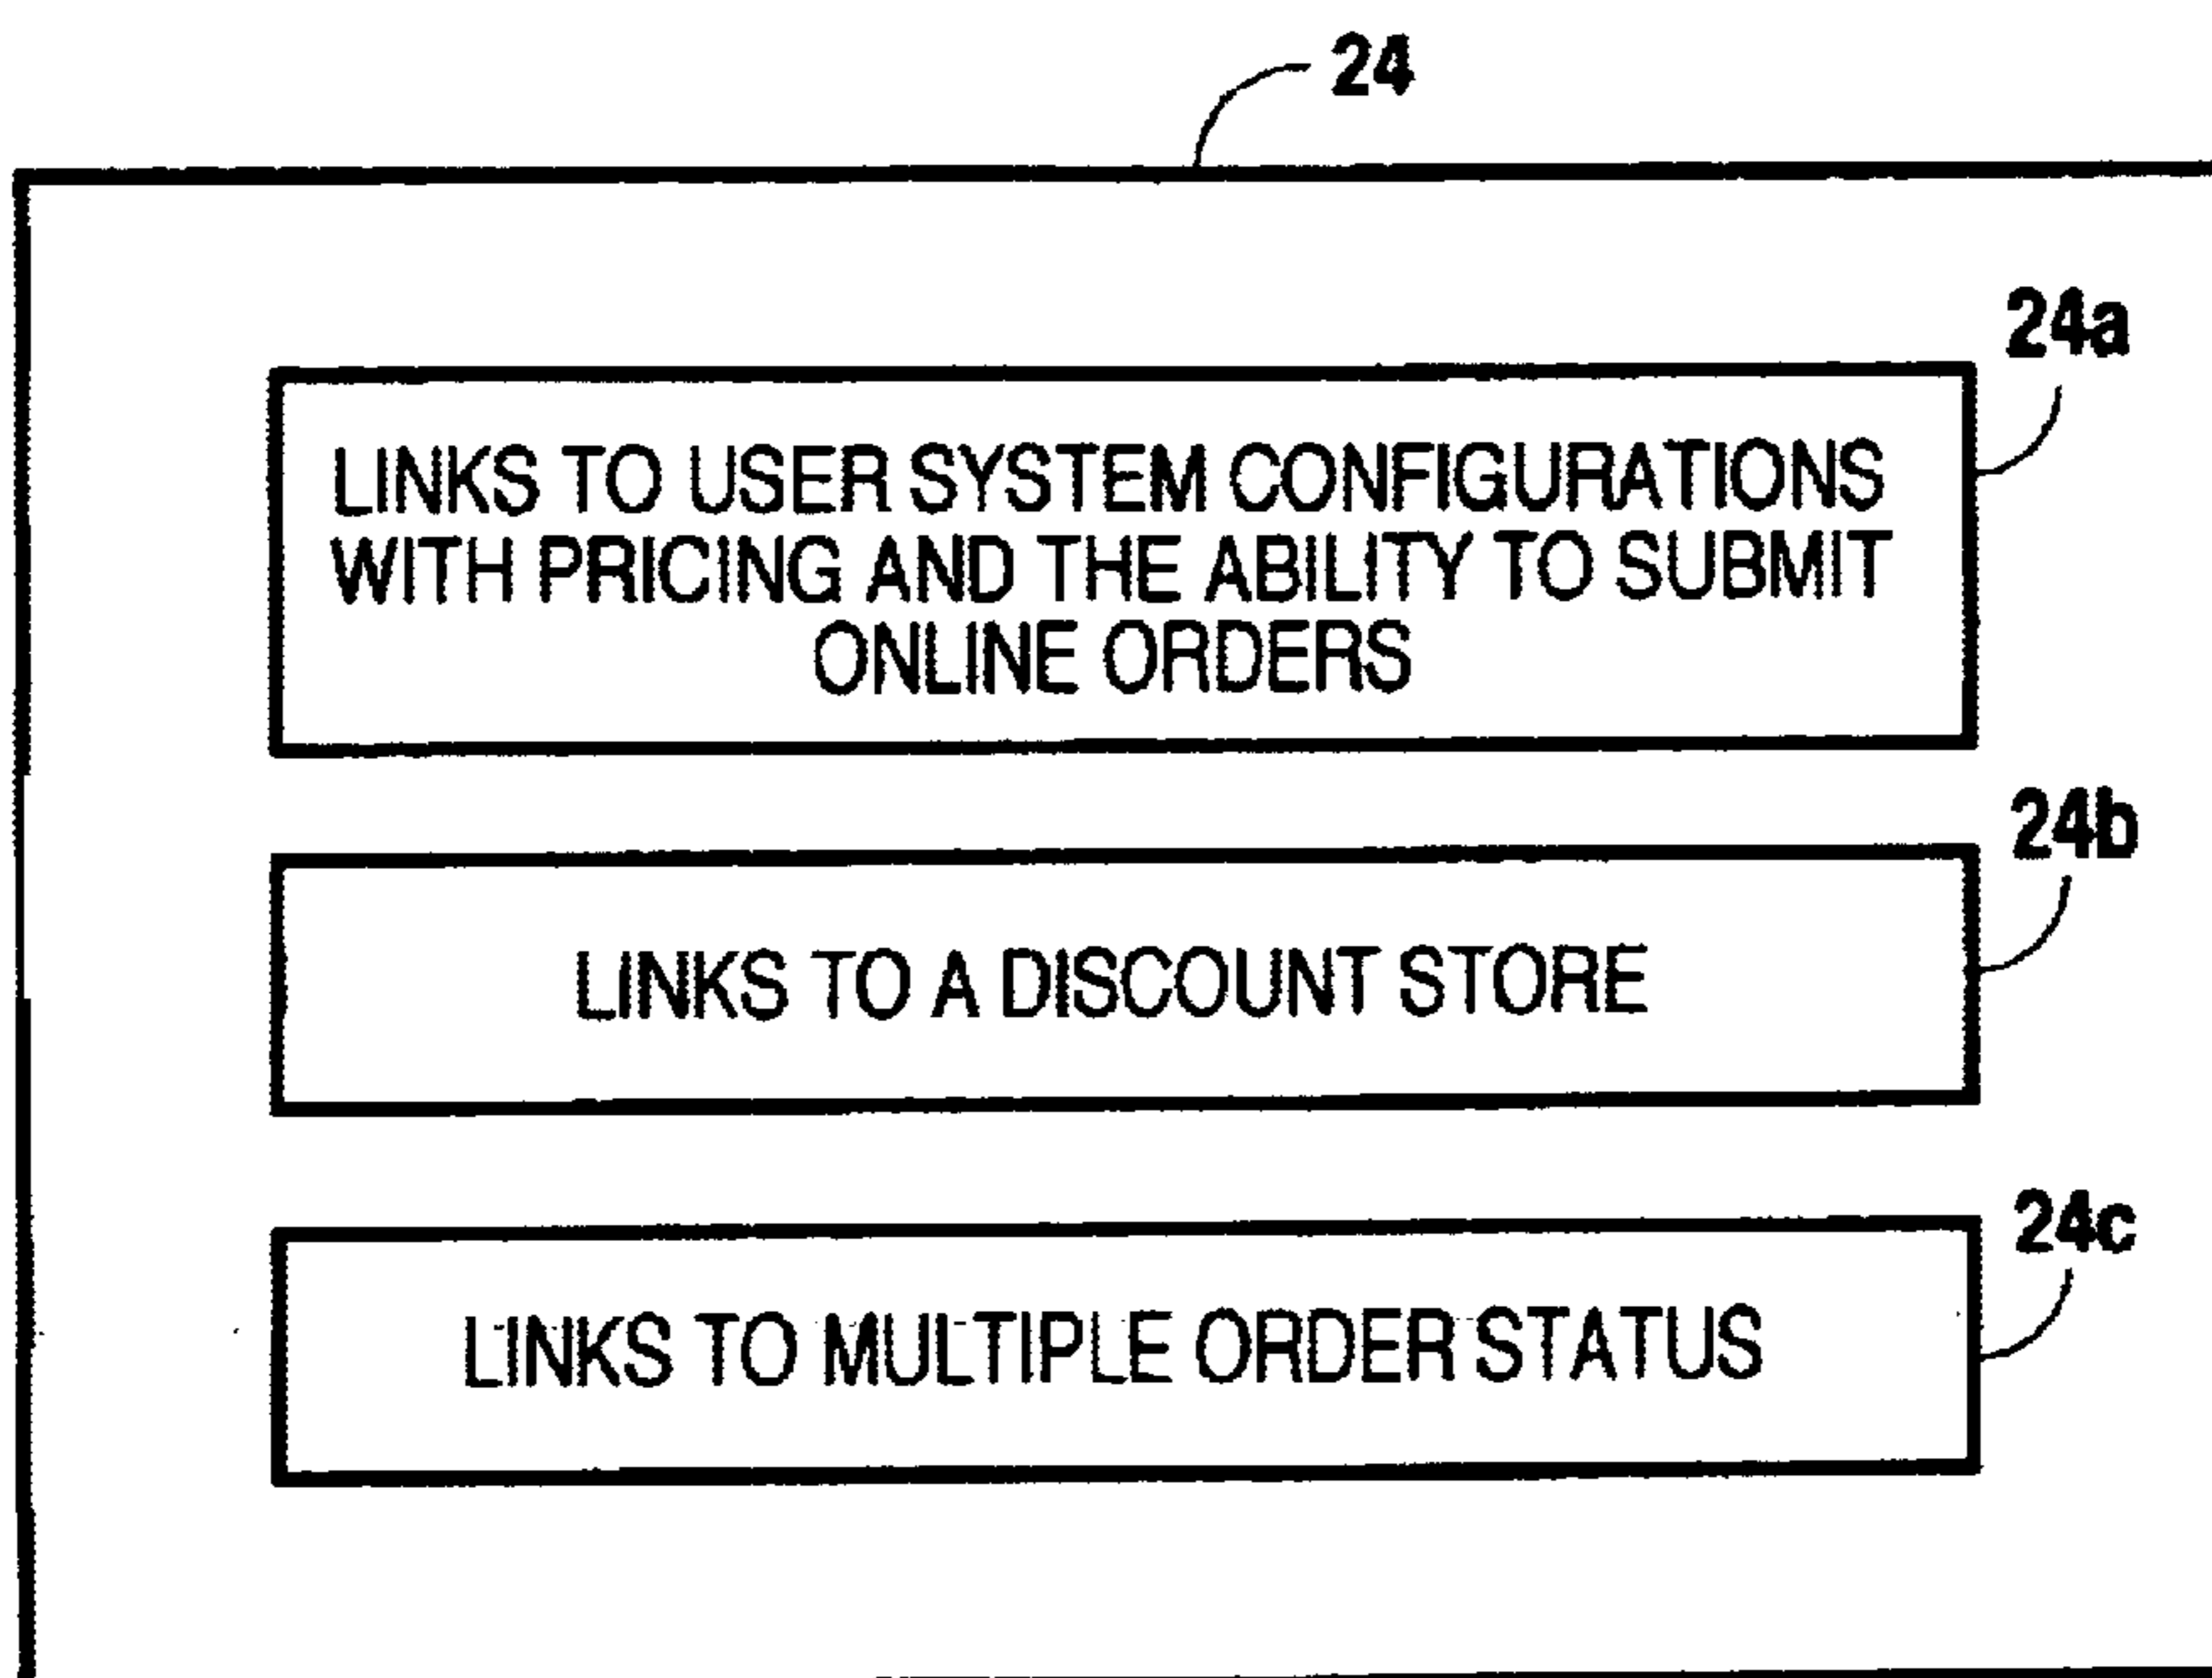 24
24a
LINKS TO USER SYSTEM CONFIGURATIONS
WITH PRICING AND THE ABILITY TO SUBMIT
ONLINE ORDERS
24b
LINKS TO A DISCOUNT STORE
24c
LINKS TO MULTIPLE ORDER STATUS